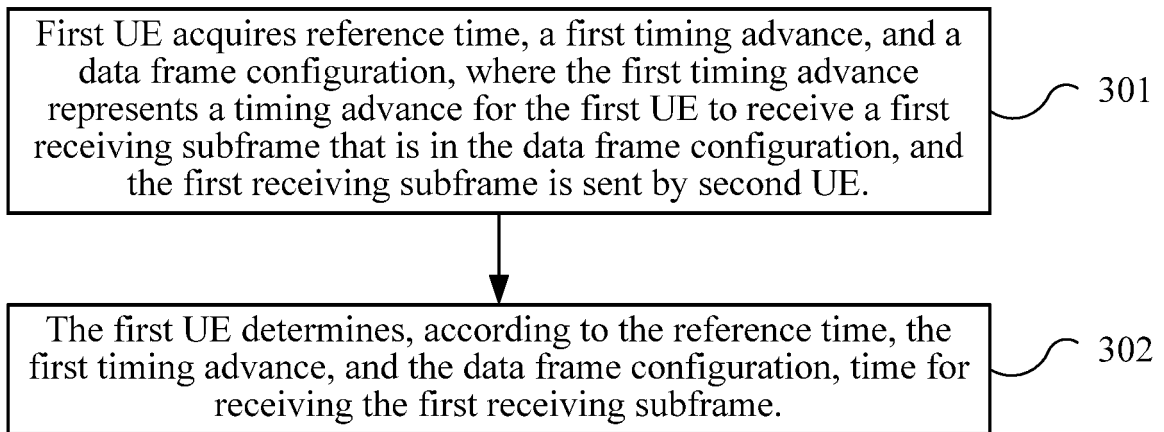 First UE acquires reference time, a first timing advance, and a
data frame configuration, where the first timing advance
represents a timing advance for the first UE to receive a first
receiving subframe that is in the data frame configuration, and
the first receiving subframe is sent by second UE.
301
The first UE determines, according to the reference time, the
first timing advance, and the data frame configuration, time for
receiving the first receiving subframe.
302